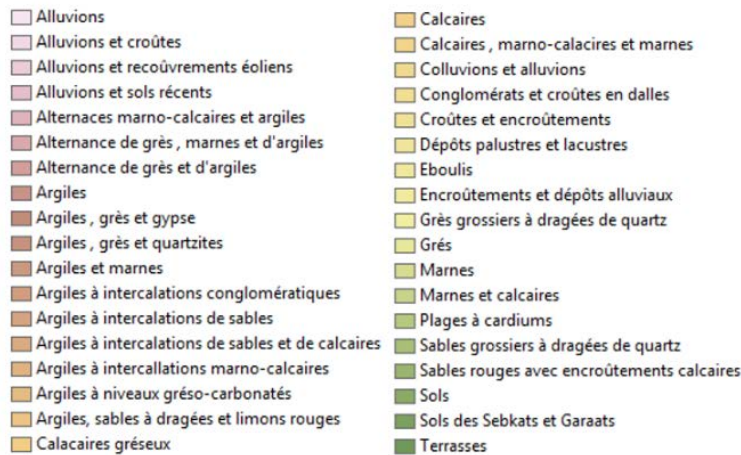 Alluvions
Alluvions et croûtes
Alluvions et recoûvrements éoliens
Alluvions et sols récents
Alternaces marno-calcaires et argiles
Alternance de grès , marnes et d'argiles
Alternance de grès et d'argiles
Argiles
Argiles , grès et gypse
Argiles , grès et quartzites
Argiles et marnes
Argiles à intercalations conglomératiques
Argiles à intercalations de sables
Argiles à intercalations de sables et de calcaires
Argiles à intercallations marno-calcaires
Argiles à niveaux gréso-carbonatés
Argiles, sables à dragées et limons rouges
Calacaires gréseux
Calcaires
Calcaires , marno-calacires et marnes
Colluvions et alluvions
Conglomérats et croûtes en dalles
Croûtes et encroûtements
Dépôts palustres et lacustres
Eboulis
Encroûtements et dépôts alluviaux
Grès grossiers à dragées de quartz
Grés
Marnes
Marnes et calcaires
Plages à cardiums
Sables grossiers à dragées de quartz
Sables rouges avec encroûtements calcaires
Sols
Sols des Sebkats et Garaats
Terrasses